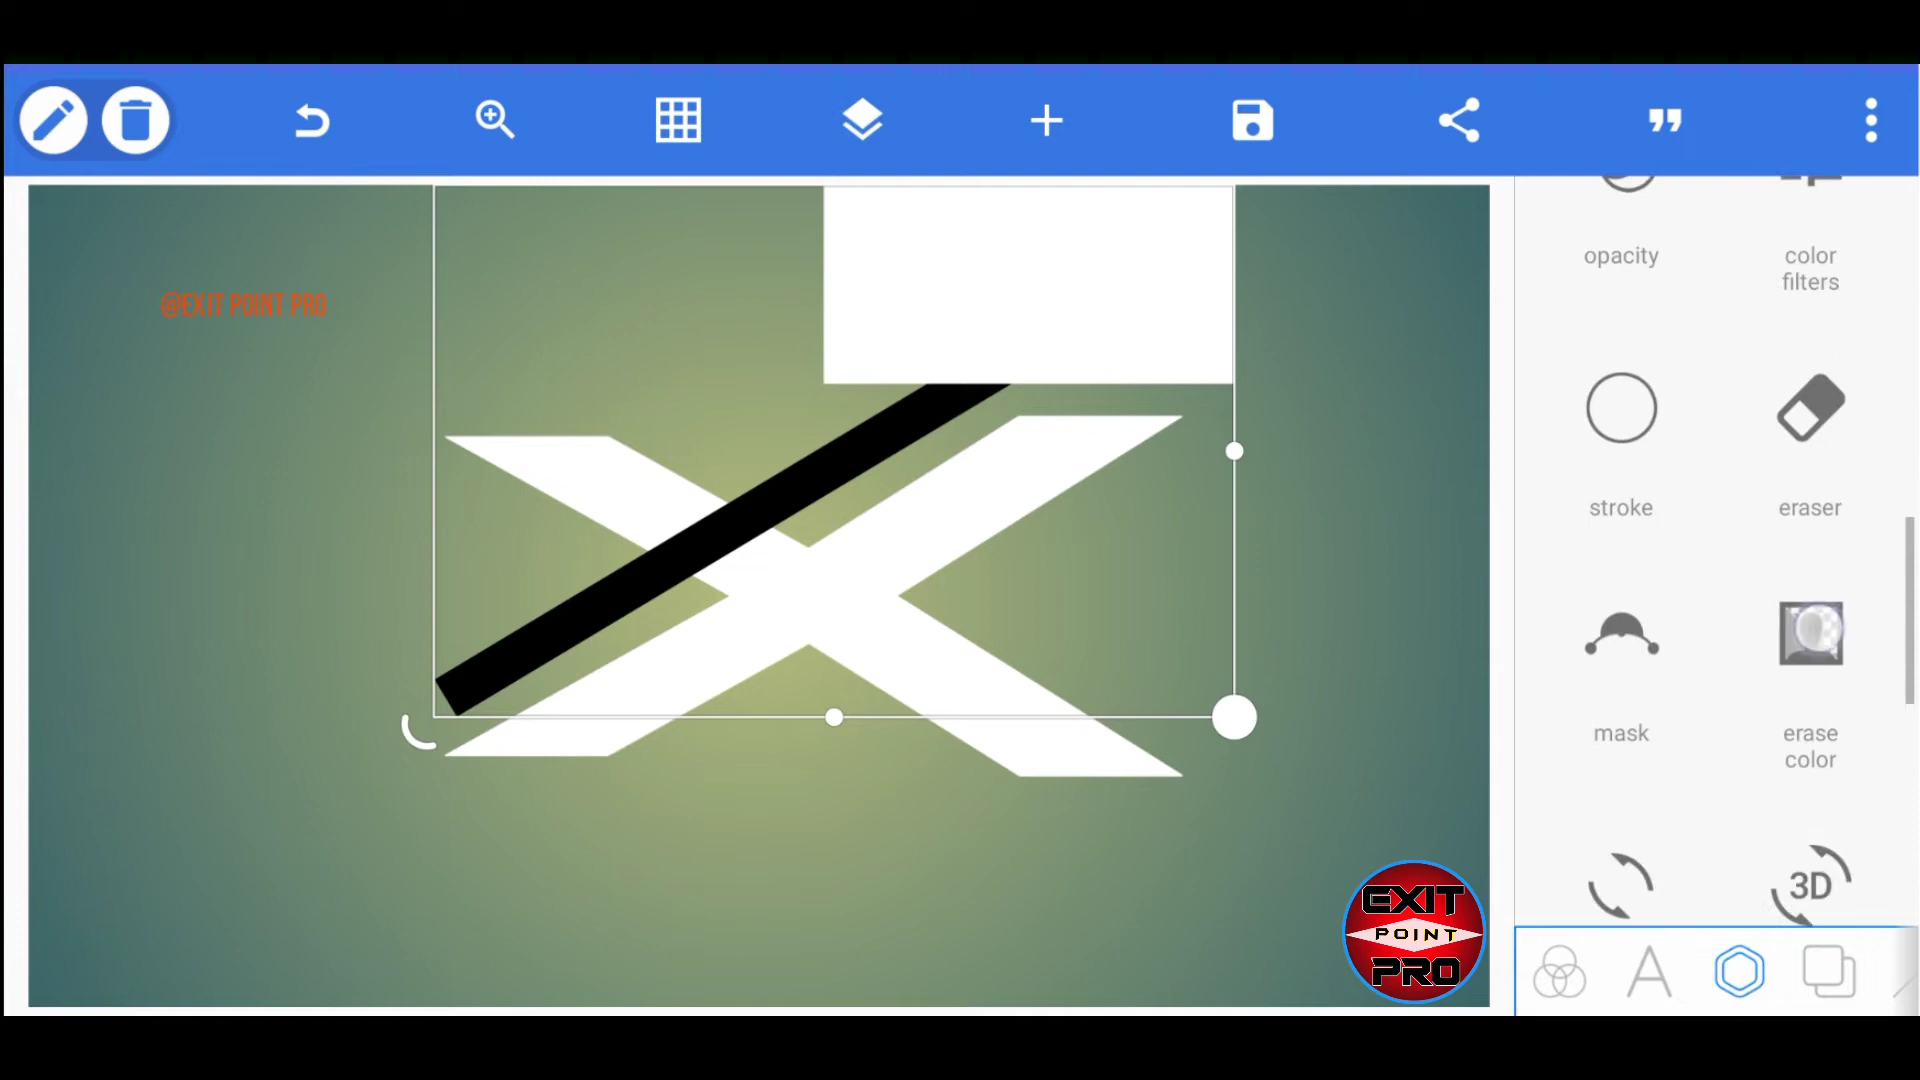 @EXIT POINT PRO
opacity
color
filters
stroke
eraser
mask
erase
color
3D
EXIT
POINT
PRO